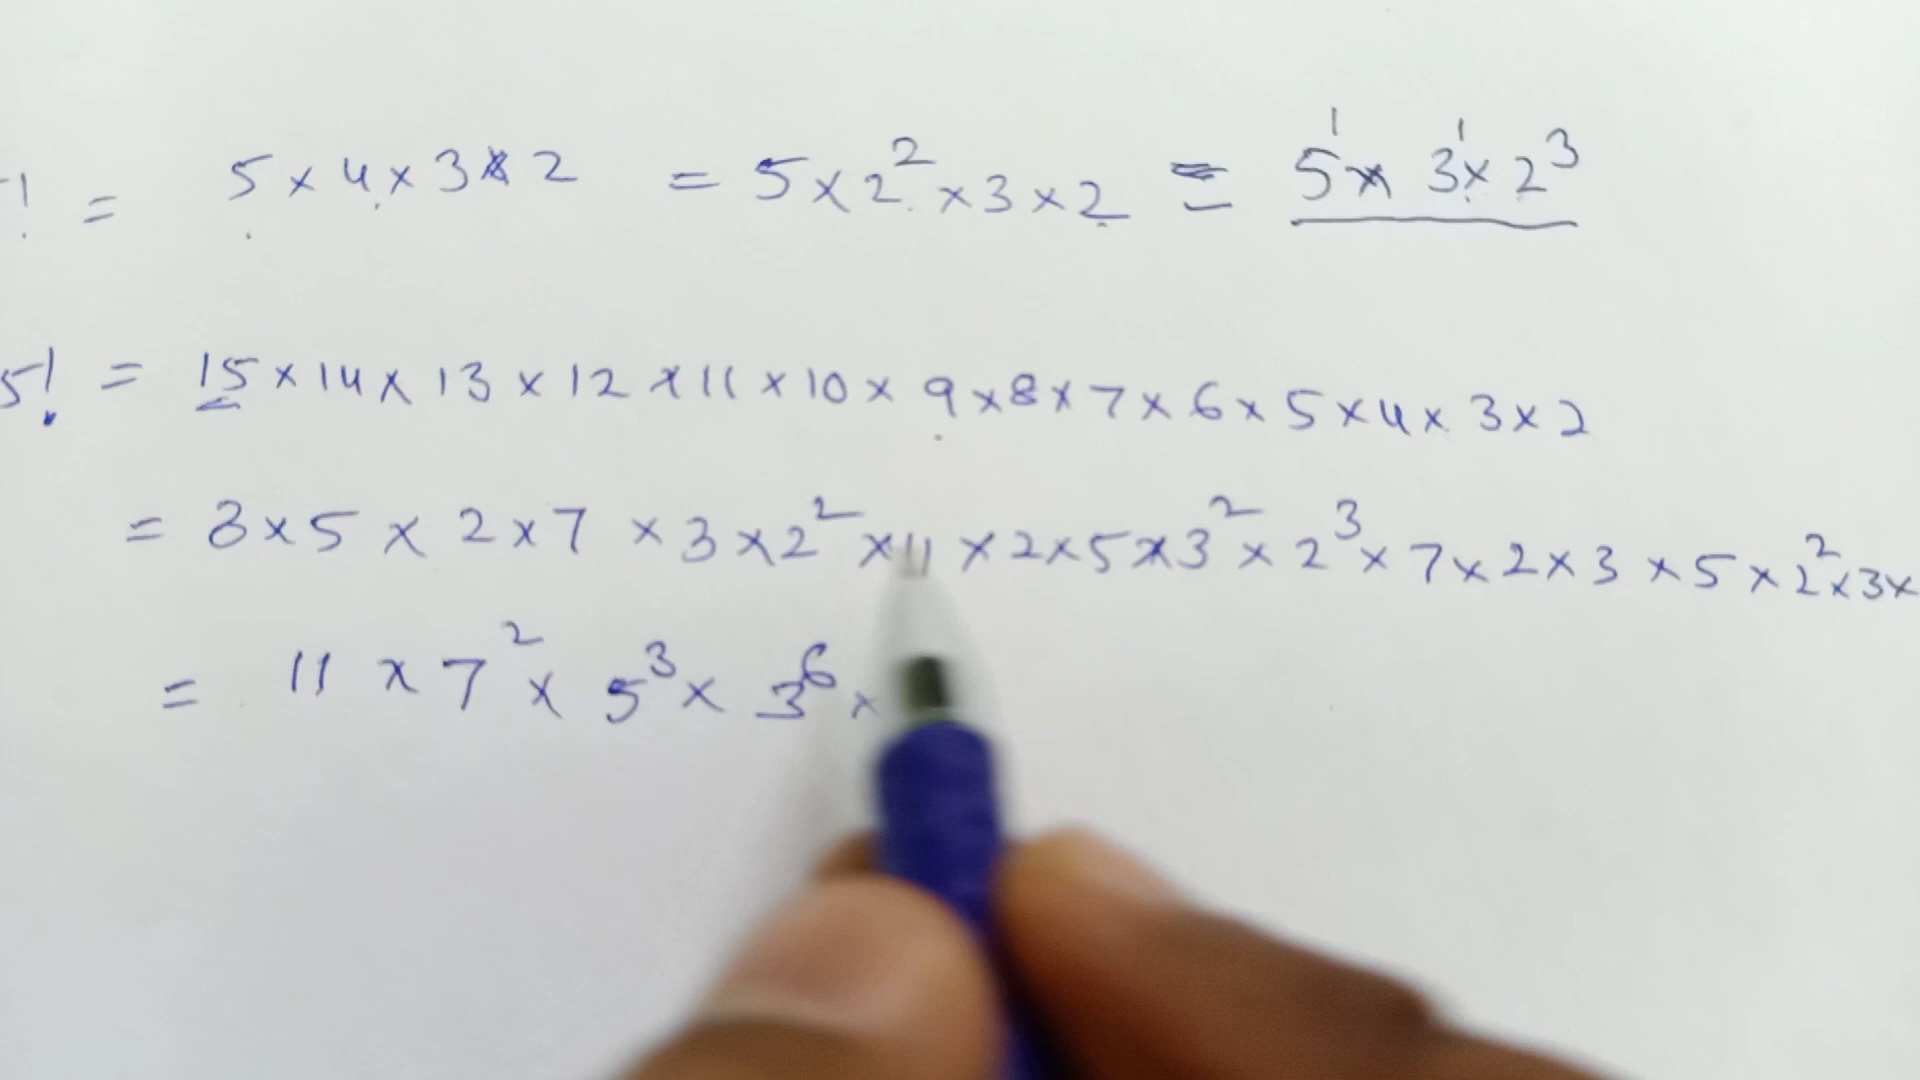 ! = 5 x 4 x 3 x 2 = 5 x 2² x 3 x 2 = 5¹ x 3¹ x 2³
5! = 15 x 14 x 13 x 12 x 11 x 10 x 9 x 8 x 7 x 6 x 5 x 4 x 3 x 2
= 3 x 5 x 2 x 7 x 3 x 2² x 11 x 2 x 5 x 3² x 2³ x 7 x 2 x 3 x 5 x 2² x 3 x
= 11 x 7² x 5³ x 3⁶ x